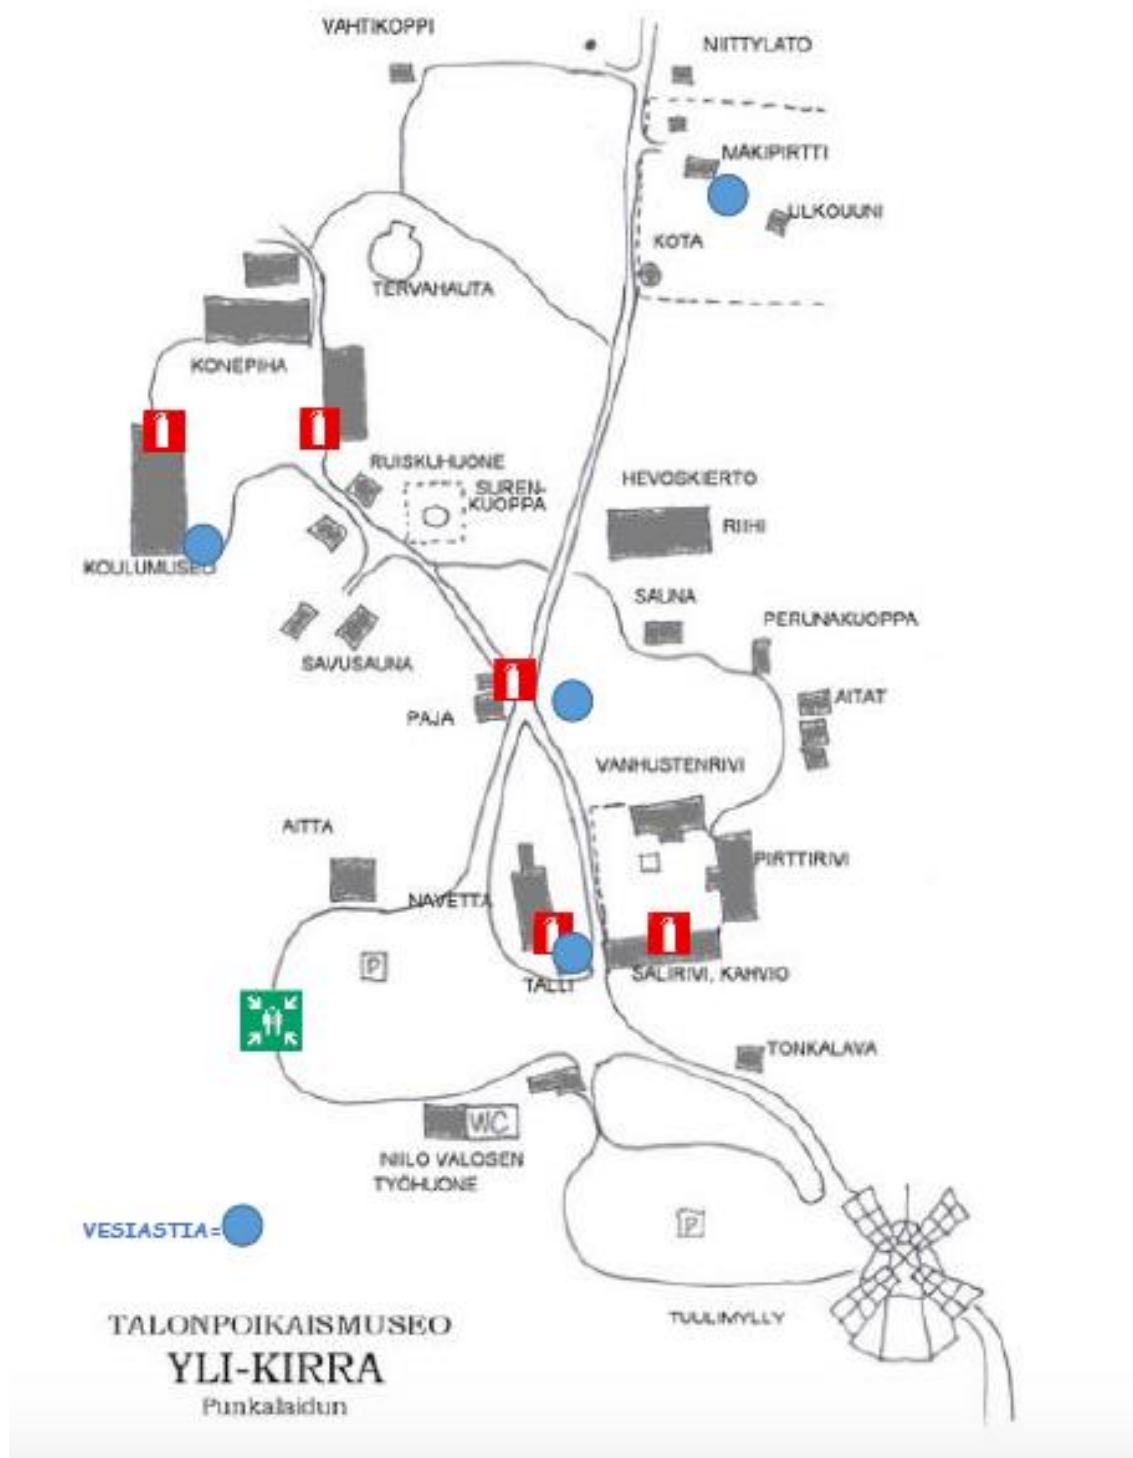 VAHTIKOPPI
NIITTYLATO
MÄKIPIRTTI
ULKOUUNI
KOTA
TERVAHAUTA
KONEPIHA
RUISKUHUONE
SUREN-
KUOPPA
HEVOSKIERTO
RIIHI
KOULUMUSEO
SAUNA
PERUNAKUOPPA
SAVUSAUNA
AITAT
PAJA
VANHUSTENRIVI
AITTA
PIRTTIRIVI
NAVETTA
P
TALLI
SALIRIVI, KAHVIO
TONKALAVA
WC
NIILO VALOSEN
TYÖHUONE
P
VESIASTIA=
TUULIMYLLY
TALONPOIKAISMUSEO
YLI-KIRRA
Punkalaidun